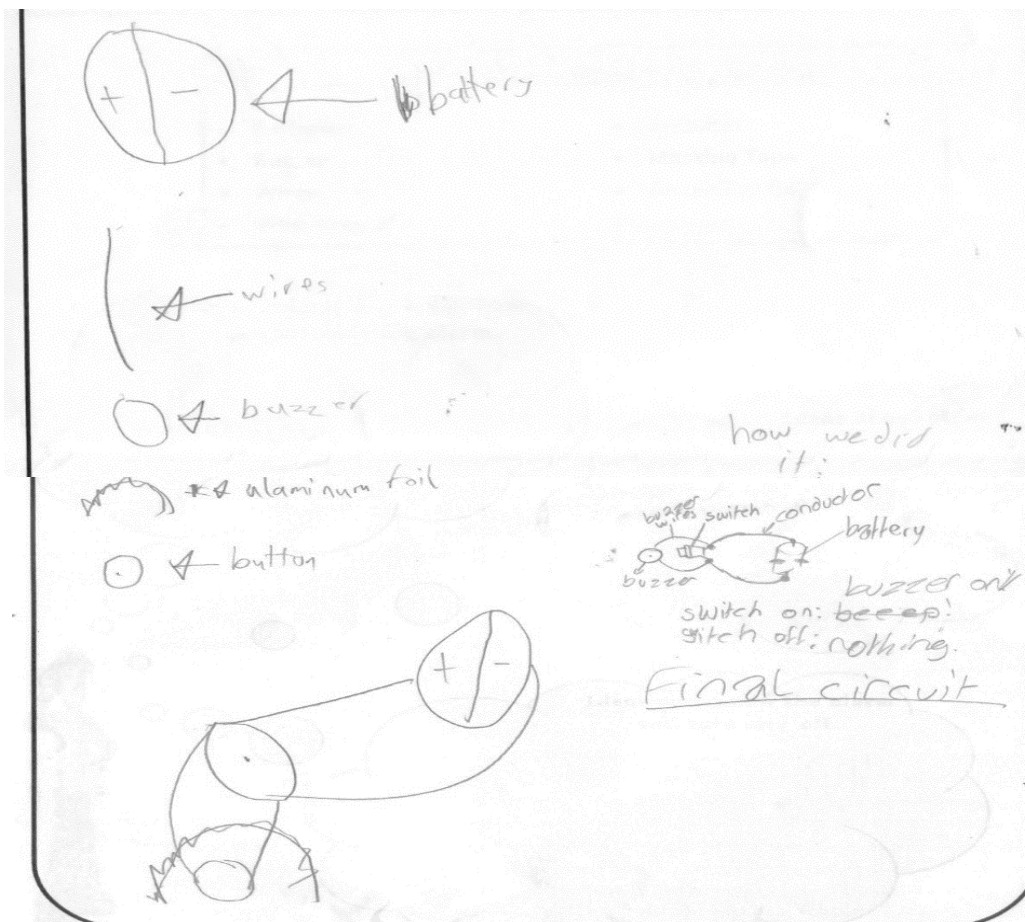 + - battery
wires
buzzer
alaminum foil
button
how we did
it:
buzzer
wires
switch
conductor
battery
buzzer
buzzer on
switch on: beeep!
sitch off: nothing.
Final circuit
+ -